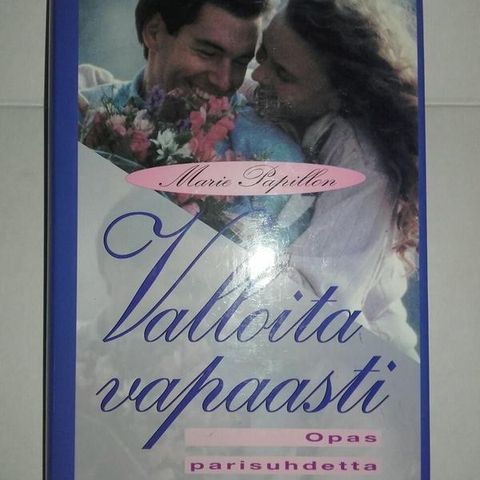 Marie Papillon
Valloita
vapaasti
Opas
parisuhdetta